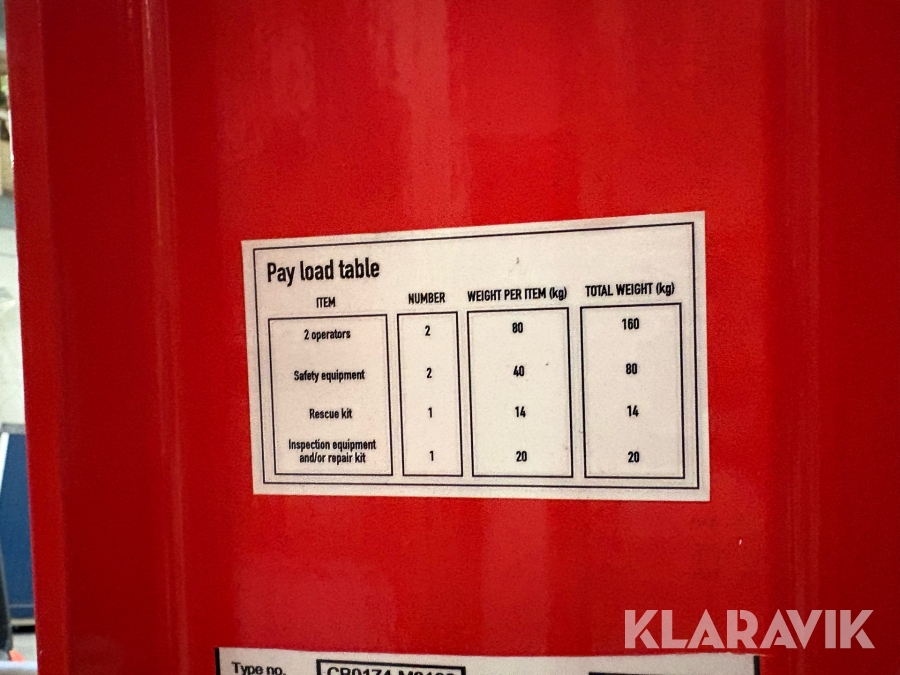 Pay load table
ITEM NUMBER WEIGHT PER ITEM (kg) TOTAL WEIGHT (kg)
2 operators 2 80 160
Safety equipment 2 40 80
Rescue kit 1 14 14
Inspection equipment
and/or repair kit 1 20 20
KLARAVIK
Type no.